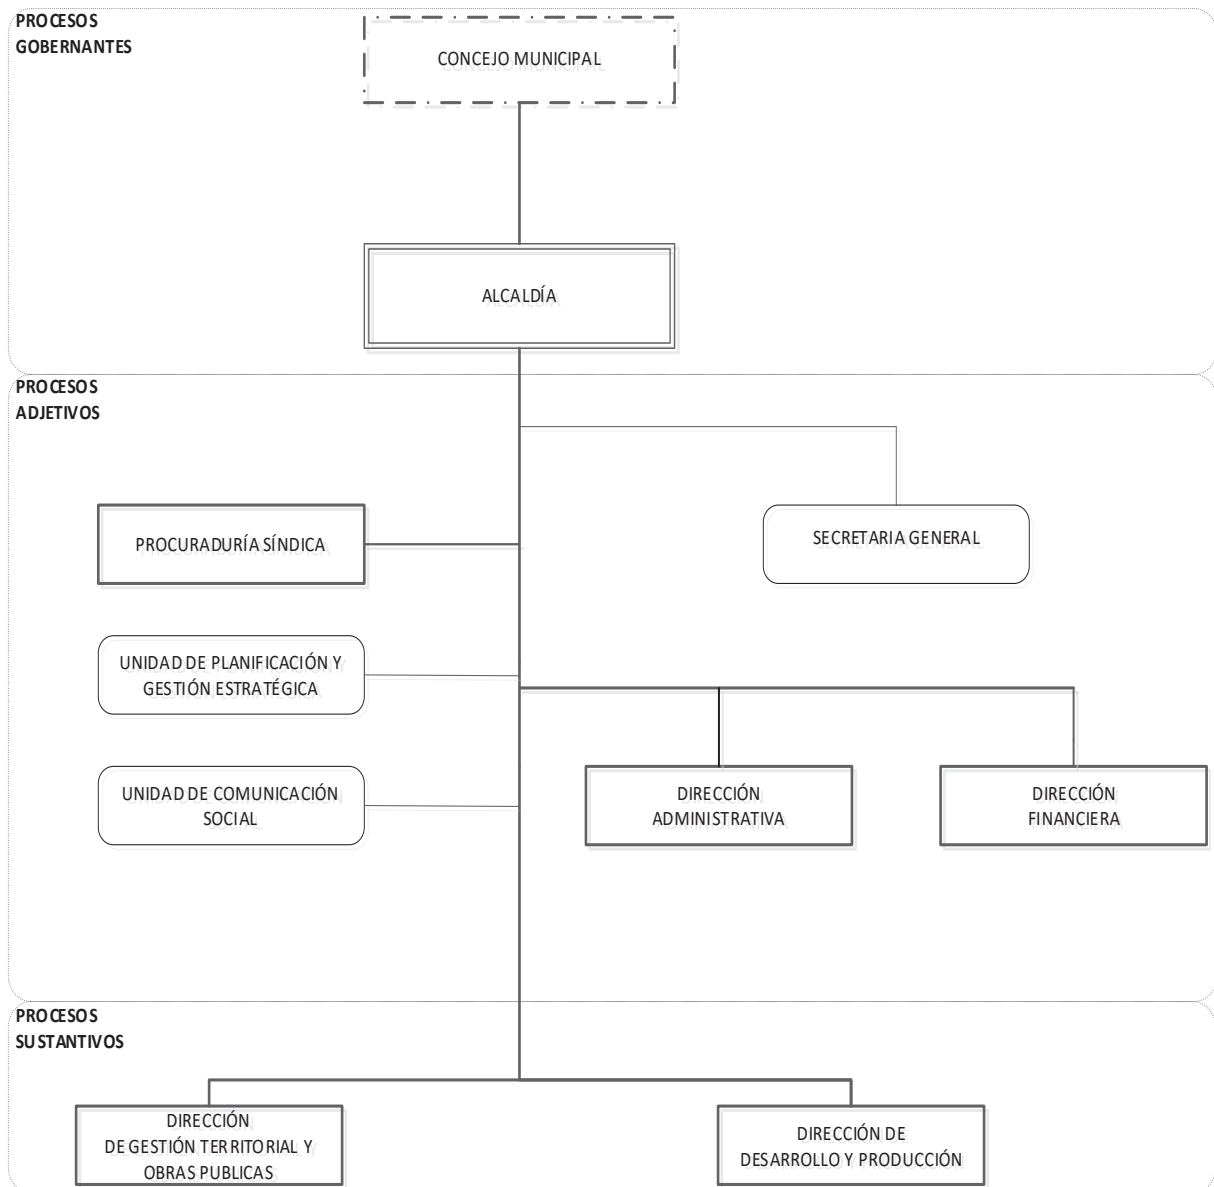 PROCESOS
GOBERNANTES
CONCEJO MUNICIPAL
ALCALDÍA
PROCESOS
ADJETIVOS
PROCURADURÍA SÍNDICA
SECRETARIA GENERAL
UNIDAD DE PLANIFICACIÓN Y
GESTIÓN ESTRATÉGICA
UNIDAD DE COMUNICACIÓN
SOCIAL
DIRECCIÓN
ADMINISTRATIVA
DIRECCIÓN
FINANCIERA
PROCESOS
SUSTANTIVOS
DIRECCIÓN
DE GESTIÓN TERRITORIAL Y
OBRAS PUBLICAS
DIRECCIÓN DE
DESARROLLO Y PRODUCCIÓN